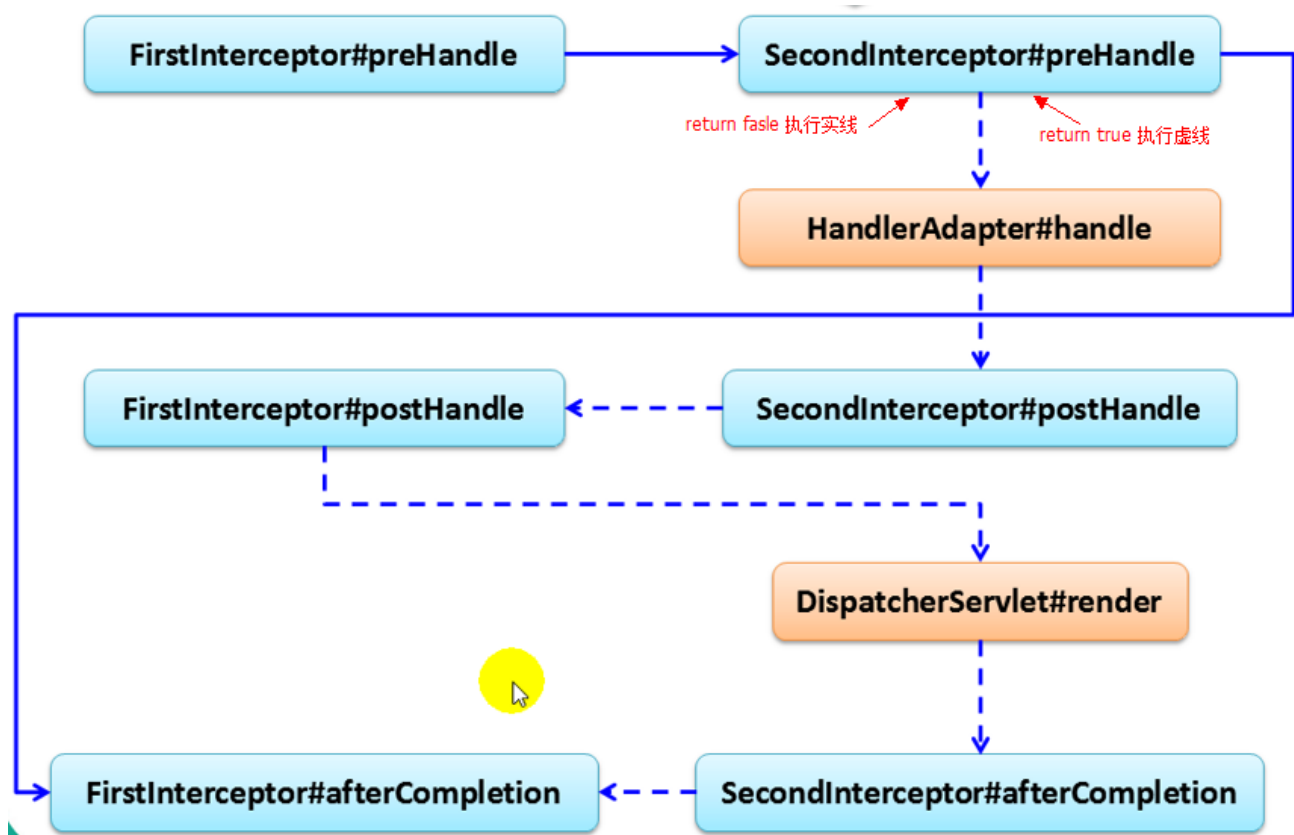 FirstInterceptor#preHandle
SecondInterceptor#preHandle
return fasle 执行实线
return true 执行虚线
HandlerAdapter#handle
FirstInterceptor#postHandle
SecondInterceptor#postHandle
DispatcherServlet#render
FirstInterceptor#afterCompletion
SecondInterceptor#afterCompletion